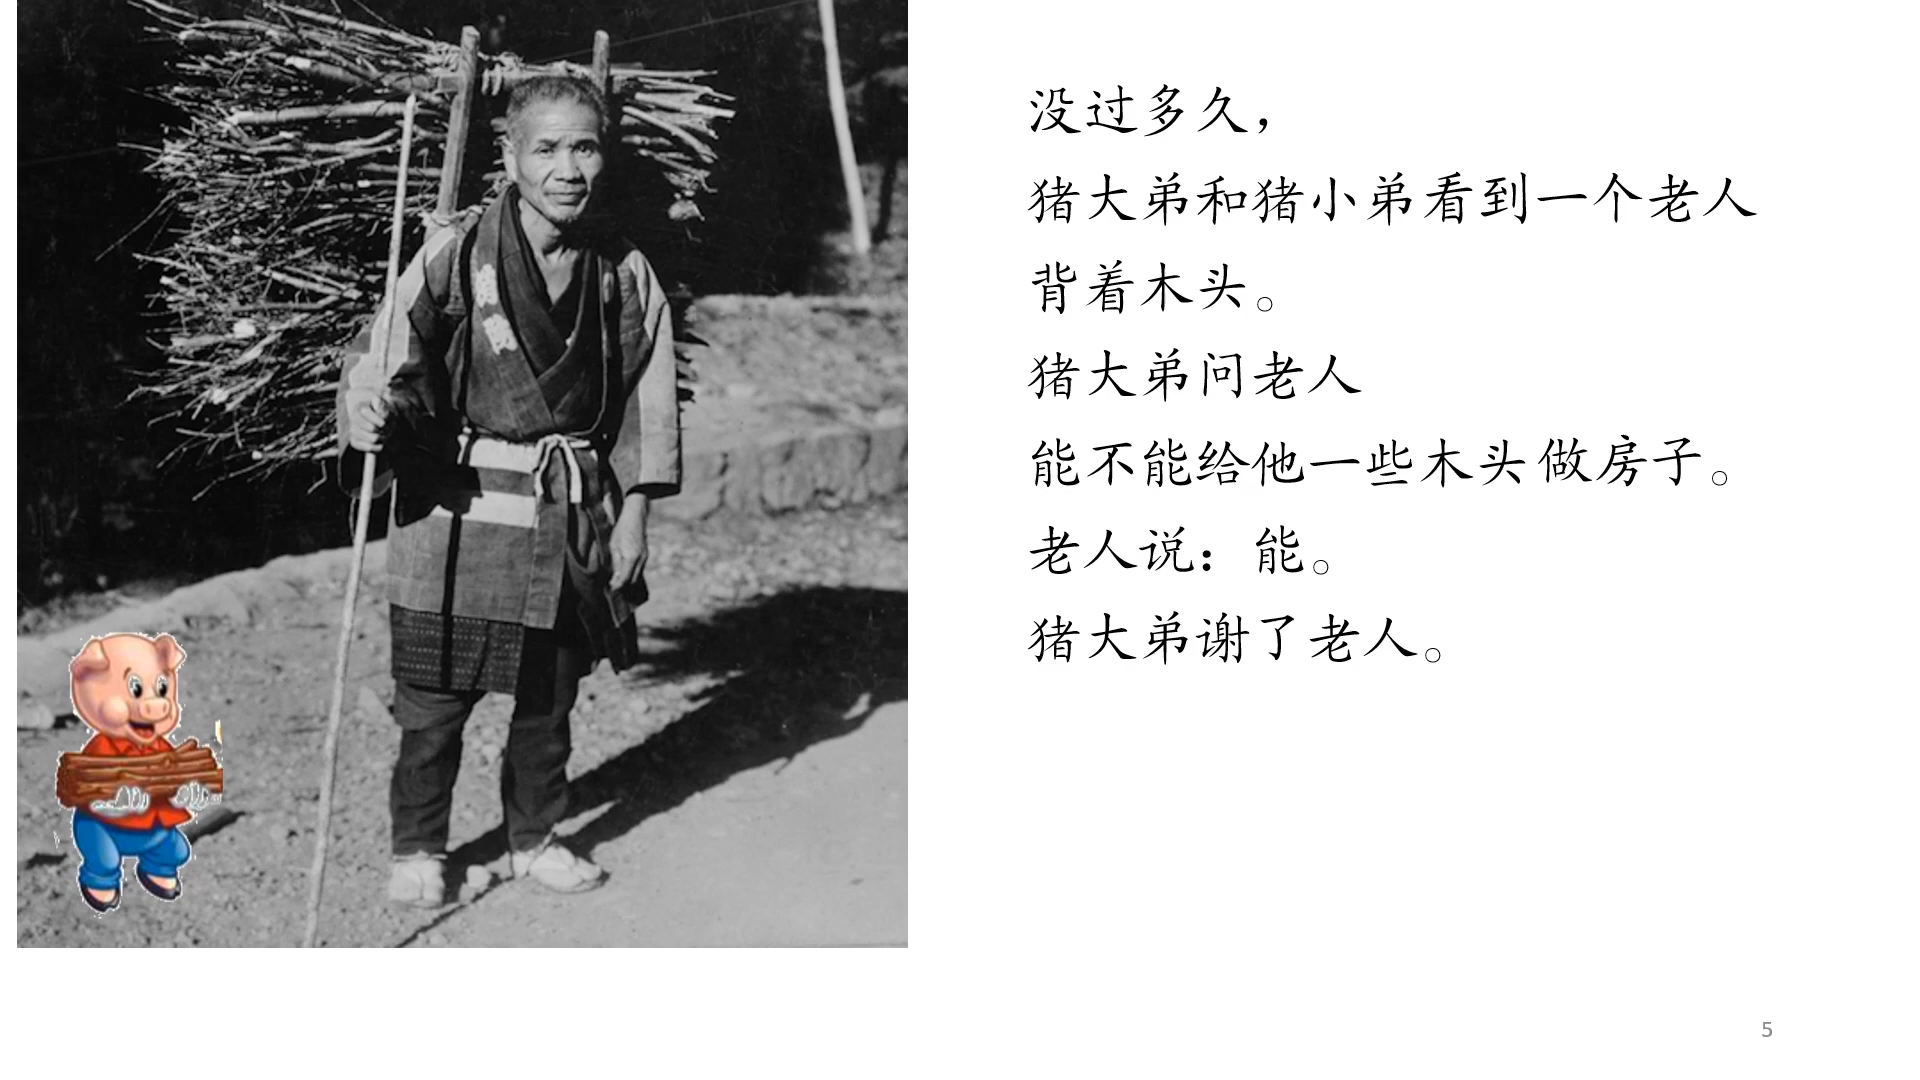 没过多久，
猪大弟和猪小弟看到一个老人
背着木头。
猪大弟问老人
能不能给他一些木头做房子。
老人说：能。
猪大弟谢了老人。
5